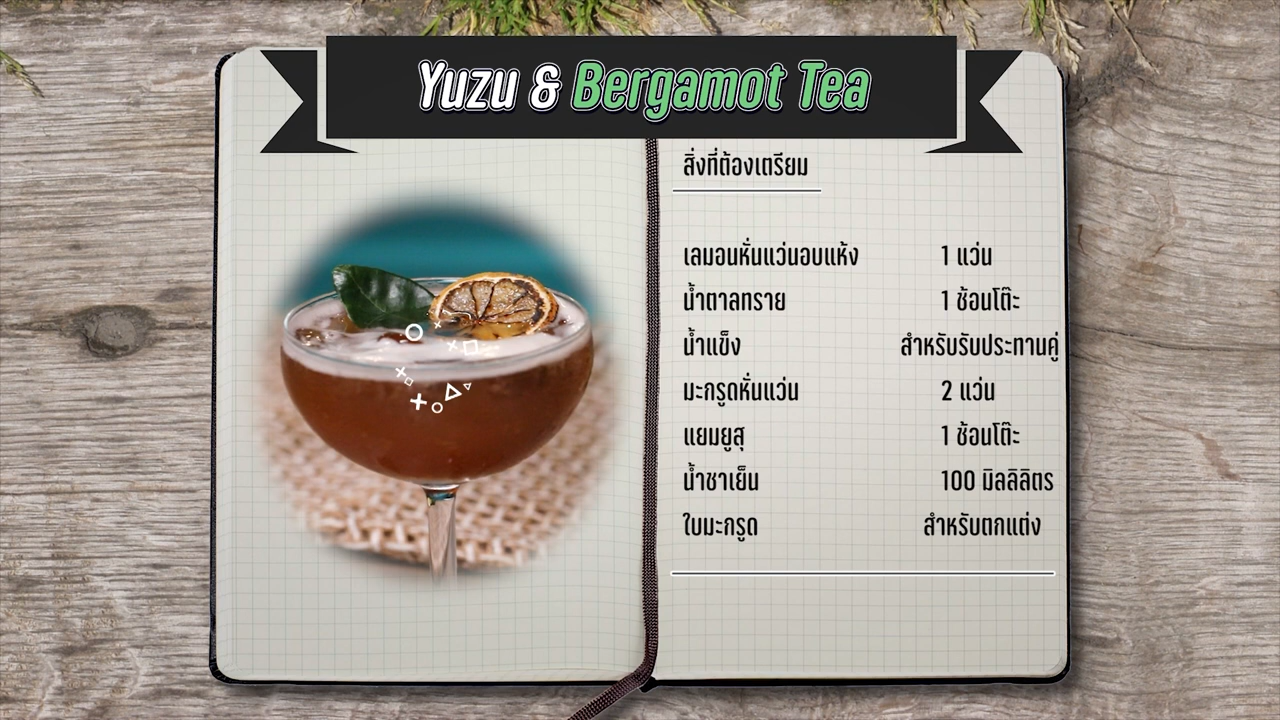 Yuzu & Bergamot Tea
สิ่งที่ต้องเตรียม
เลมอนหั่นแว่นอบแห้ง 1 แว่น
น้ำตาลทราย 1 ช้อนโต๊ะ
น้ำแข็ง สำหรับรับประทานคู่
มะกรูดหั่นแว่น 2 แว่น
แยมยูสุ 1 ช้อนโต๊ะ
น้ำชาเย็น 100 มิลลิลิตร
ใบมะกรูด สำหรับตกแต่ง